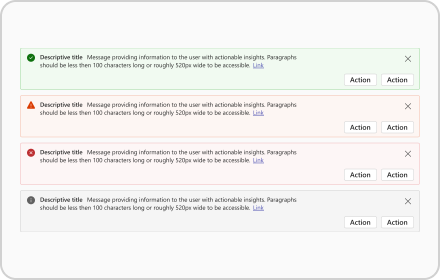 Descriptive title Message providing information to the user with actionable insights. Paragraphs
should be less then 100 characters long or roughly 520px wide to be accessible. Link
Action Action
Descriptive title Message providing information to the user with actionable insights. Paragraphs
should be less then 100 characters long or roughly 520px wide to be accessible. Link
Action Action
Descriptive title Message providing information to the user with actionable insights. Paragraphs
should be less then 100 characters long or roughly 520px wide to be accessible. Link
Action Action
Descriptive title Message providing information to the user with actionable insights. Paragraphs
should be less then 100 characters long or roughly 520px wide to be accessible. Link
Action Action